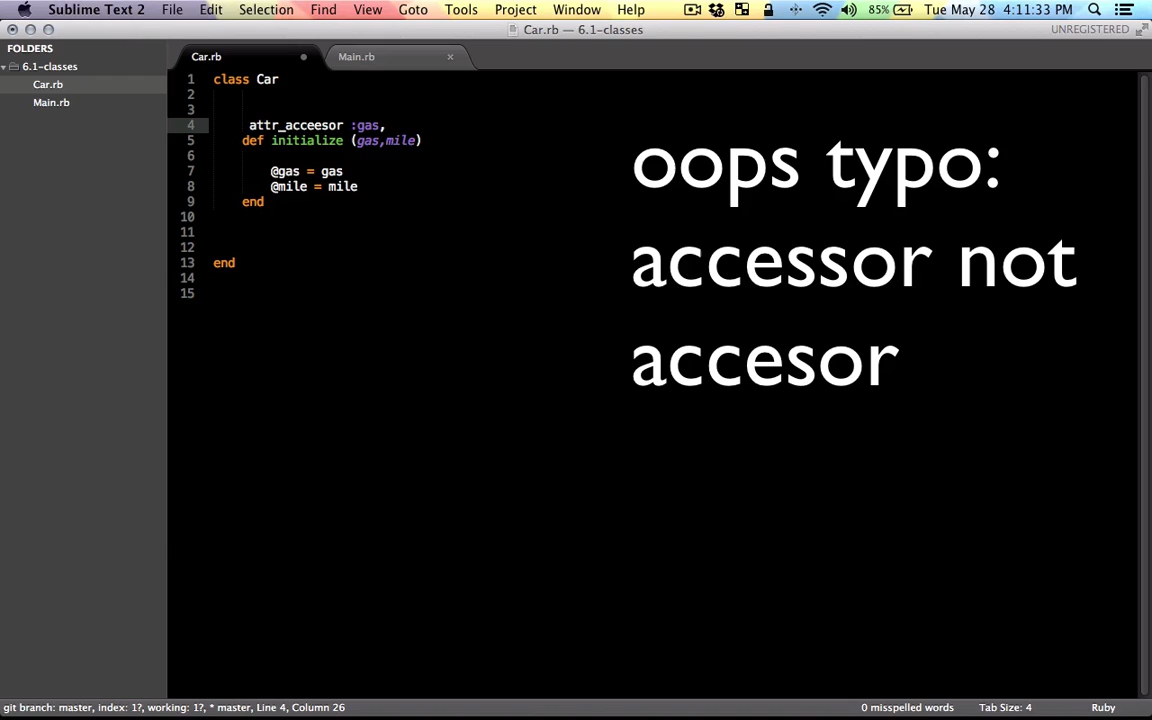 Sublime Text 2 File Edit Selection Find View Goto Tools Project Window Help 85% Tue May 28 4:11:33 PM
Car.rb — 6.1-classes UNREGISTERED
FOLDERS
6.1-classes
Car.rb
Main.rb
Car.rb Main.rb
1 class Car
2
3
4 attr_acceesor :gas,
5 def initialize (gas,mile)
6
7 @gas = gas
8 @mile = mile
9 end
10
11
12
13 end
14
15
oops typo:
accessor not
accesor
git branch: master, index: 1?, working: 1?, * master, Line 4, Column 26 0 misspelled words Tab Size: 4 Ruby